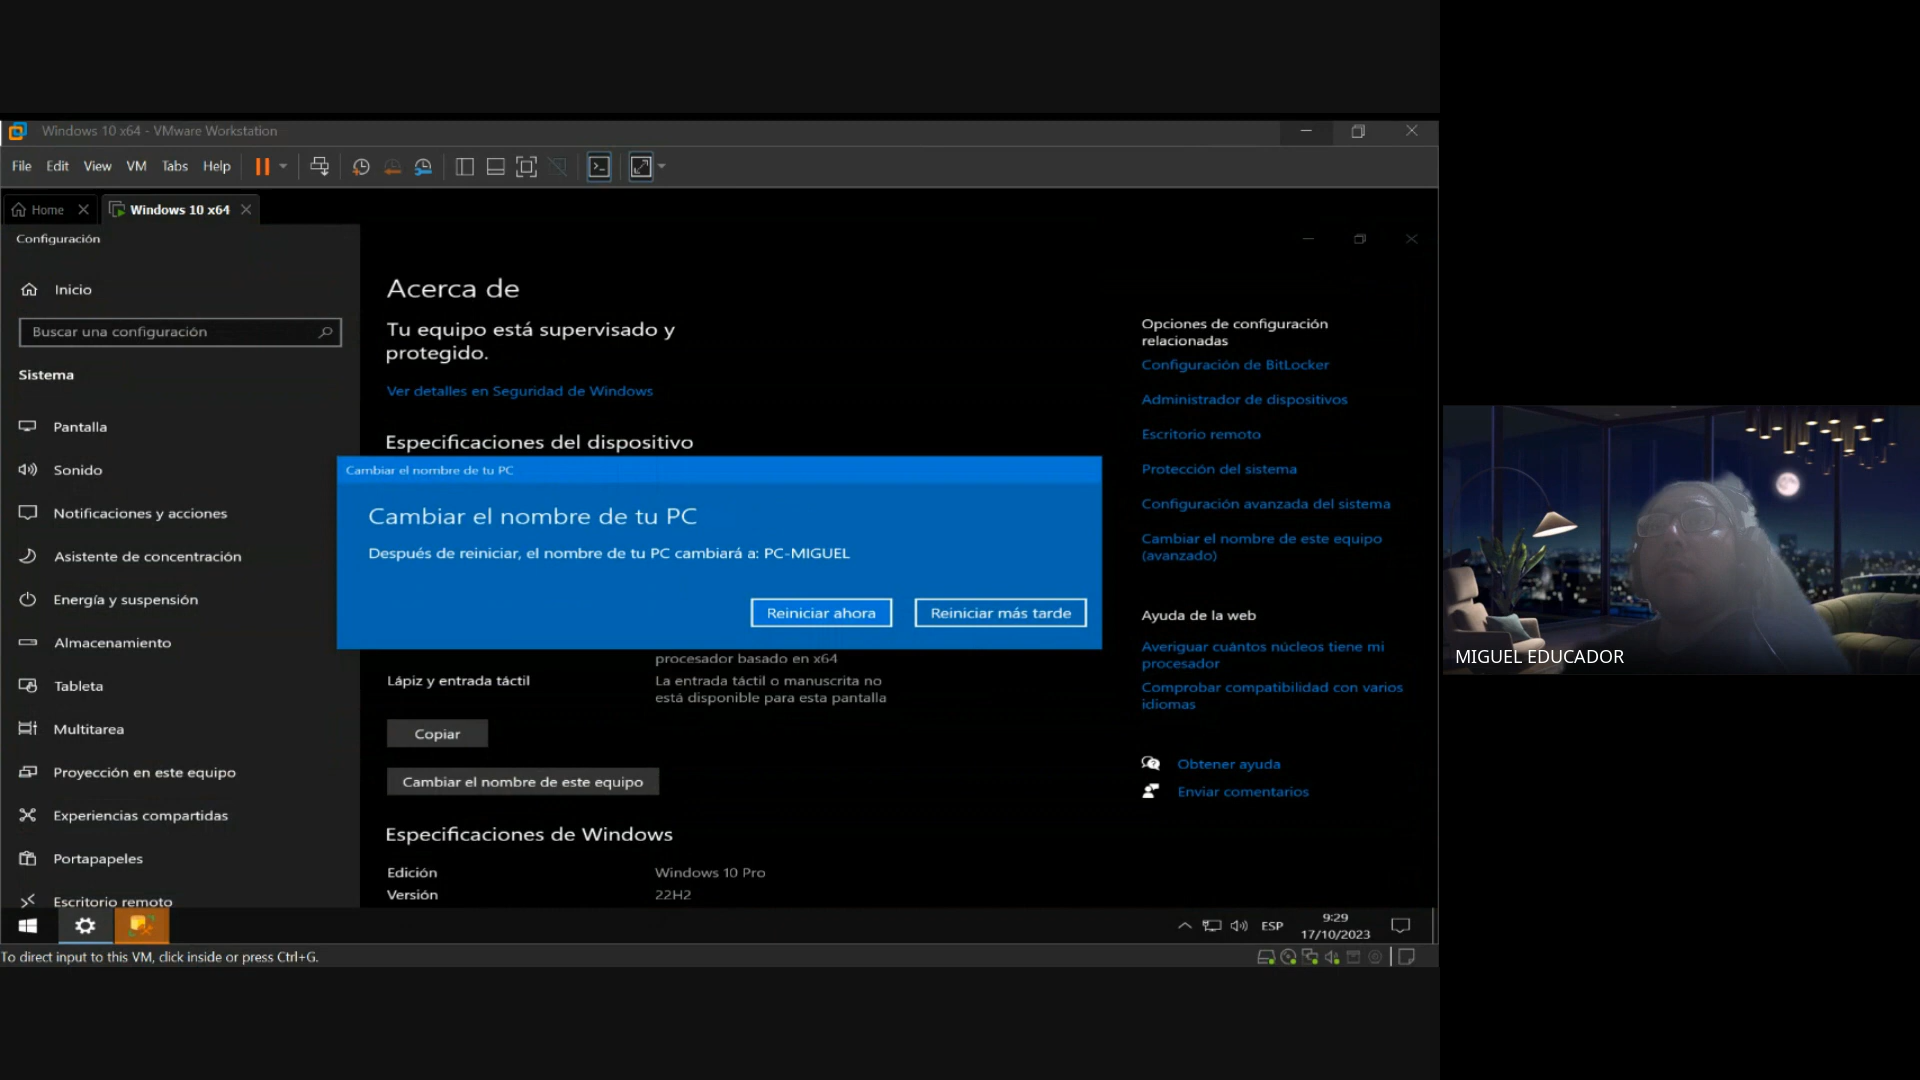 Windows 10 x64 - VMware Workstation
File Edit View VM Tabs Help
Home
Windows 10 x64
Configuración
Inicio
Buscar una configuración
Sistema
Pantalla
Sonido
Notificaciones y acciones
Asistente de concentración
Energía y suspensión
Almacenamiento
Tableta
Multitarea
Proyección en este equipo
Experiencias compartidas
Portapapeles
Escritorio remoto
Acerca de
Tu equipo está supervisado y
protegido.
Ver detalles en Seguridad de Windows
Especificaciones del dispositivo
Cambiar el nombre de tu PC
Cambiar el nombre de tu PC
Después de reiniciar, el nombre de tu PC cambiará a: PC-MIGUEL
Reiniciar ahora
Reiniciar más tarde
procesador basado en x64
Lápiz y entrada táctil
La entrada táctil o manuscrita no
está disponible para esta pantalla
Copiar
Cambiar el nombre de este equipo
Especificaciones de Windows
Edición
Windows 10 Pro
Versión
22H2
Opciones de configuración
relacionadas
Configuración de BitLocker
Administrador de dispositivos
Escritorio remoto
Protección del sistema
Configuración avanzada del sistema
Cambiar el nombre de este equipo
(avanzado)
Ayuda de la web
Averiguar cuántos núcleos tiene mi
procesador
Comprobar compatibilidad con varios
idiomas
Obtener ayuda
Enviar comentarios
ESP
9:29
17/10/2023
To direct input to this VM, click inside or press Ctrl+G.
MIGUEL EDUCADOR